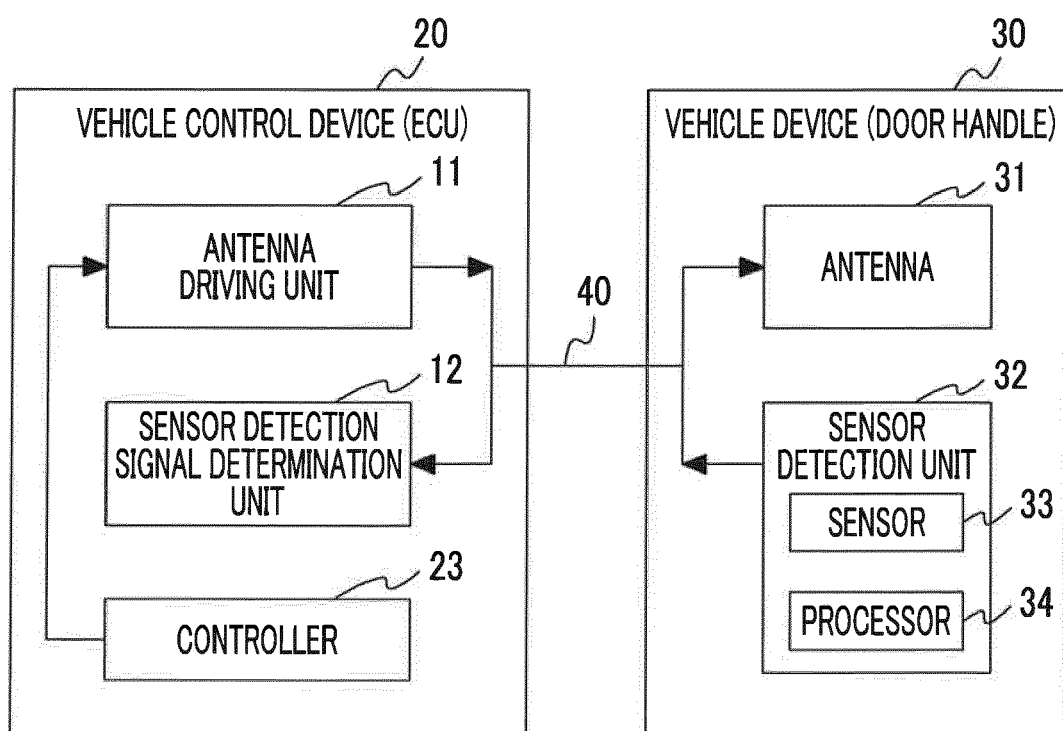 20
30
VEHICLE CONTROL DEVICE (ECU)
VEHICLE DEVICE (DOOR HANDLE)
11
ANTENNA
DRIVING UNIT
31
ANTENNA
40
12
SENSOR DETECTION
SIGNAL DETERMINATION
UNIT
32
SENSOR
DETECTION UNIT
SENSOR
33
PROCESSOR
34
23
CONTROLLER